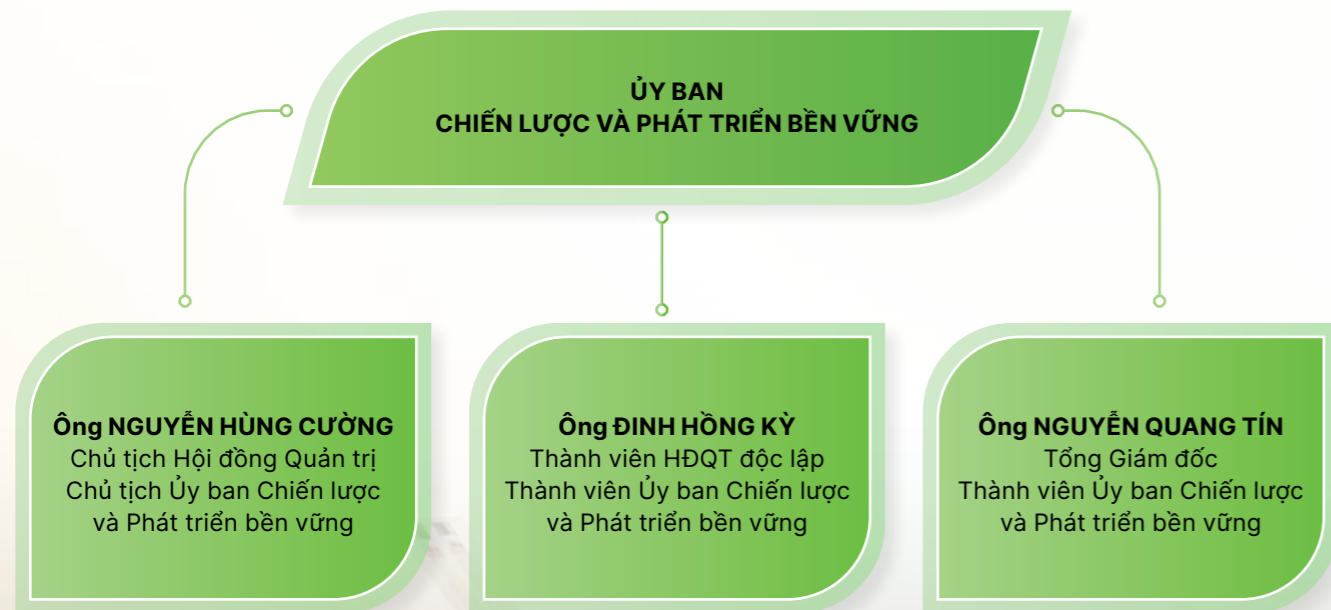 ỦY BAN
CHIẾN LƯỢC VÀ PHÁT TRIỂN BỀN VỮNG
Ông NGUYỄN HÙNG CƯỜNG
Chủ tịch Hội đồng Quản trị
Chủ tịch Ủy ban Chiến lược
và Phát triển bền vững
Ông ĐINH HỒNG KỲ
Thành viên HĐQT độc lập
Thành viên Ủy ban Chiến lược
và Phát triển bền vững
Ông NGUYỄN QUANG TÍN
Tổng Giám đốc
Thành viên Ủy ban Chiến lược
và Phát triển bền vững